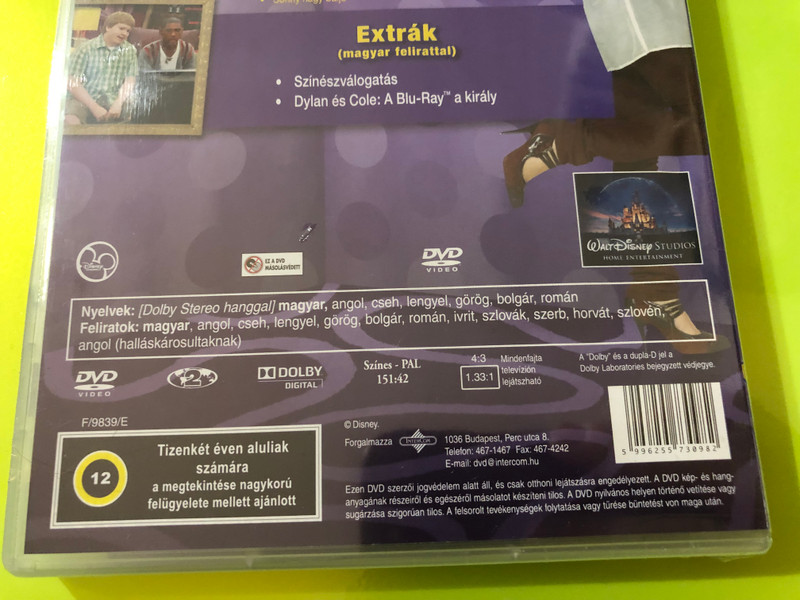 Extrák
(magyar felirattal)
• Színészválogatás
• Dylan és Cole: A Blu-Ray™ a király
Disney
EZ A DVD
MÁSOLÁSVÉDETT
DVD
VIDEO
WALT DISNEY STUDIOS
HOME ENTERTAINMENT
Nyelvek: [Dolby Stereo hanggal] magyar, angol, cseh, lengyel, görög, bolgár, román
Feliratok: magyar, angol, cseh, lengyel, görög, bolgár, román, ivrit, szlovák, szerb, horvát, szlovén,
angol (halláskárosultaknak)
DVD
VIDEO
2
DOLBY
DIGITAL
Színes - PAL
151:42
4:3
1.33:1
Mindenfajta
televízión
lejátszható
A "Dolby" és a dupla-D jel a
Dolby Laboratories bejegyzett védjegye.
F/9839/E
12
Tizenkét éven aluliak
számára
a megtekintése nagykorú
felügyelete mellett ajánlott
© Disney.
Forgalmazza
INTERCOM
1036 Budapest, Perc utca 8.
Telefon: 467-1467 Fax: 467-4242
E-mail: dvd@intercom.hu
5 996255 730982
Ezen DVD szerzői jogvédelem alatt áll, és csak otthoni lejátszásra engedélyezett. A DVD kép- és hang-
anyagának részeiről és egészéről másolatot készíteni tilos. A DVD nyilvános helyen történő vetítése vagy
sugárzása szigorúan tilos. A felsorolt tevékenységek folytatása vagy tűrése büntetést von maga után.